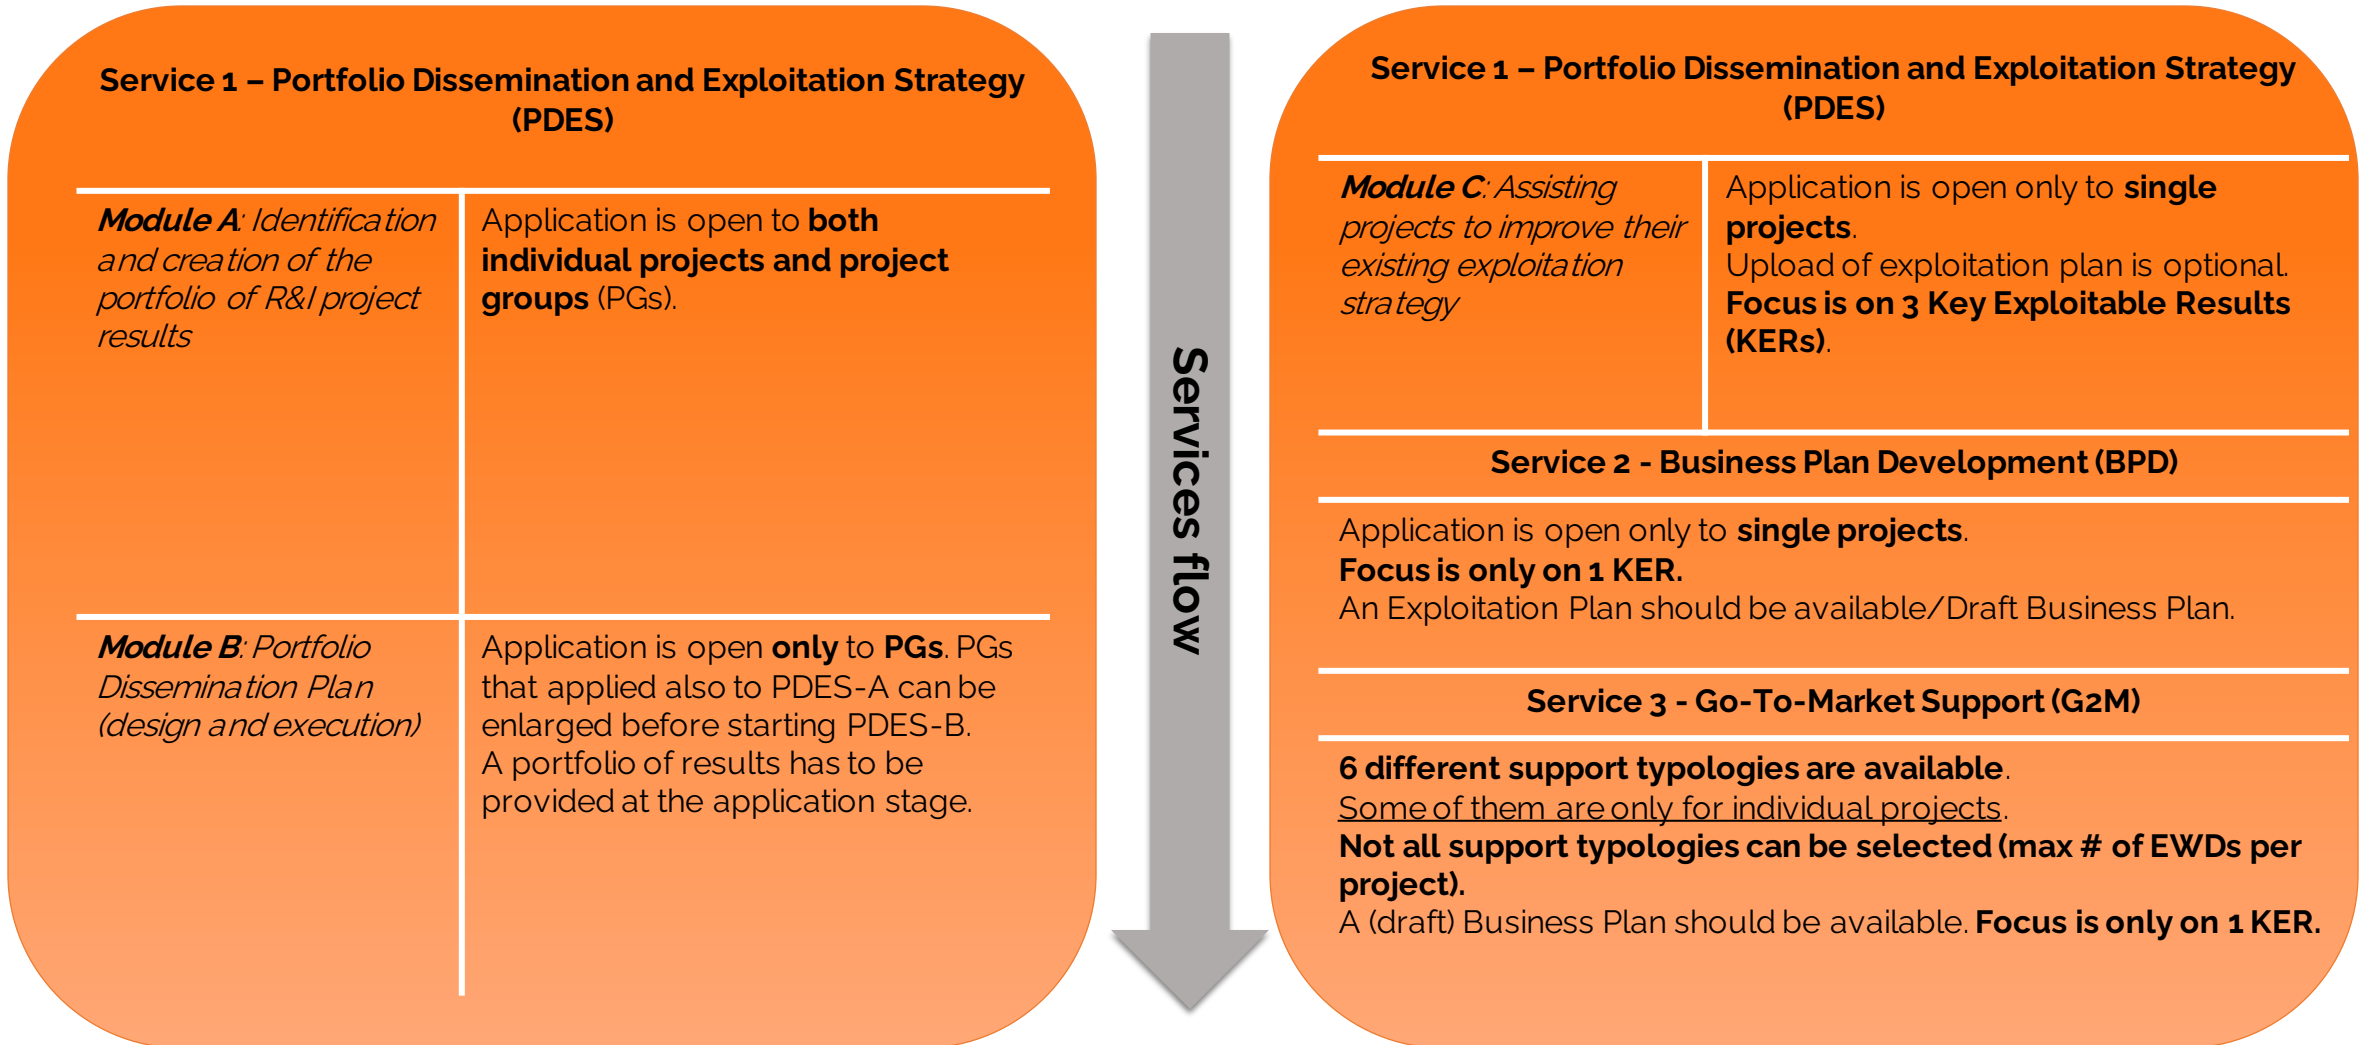 Service 1 – Portfolio Dissemination and Exploitation Strategy
(PDES)
Module A: Identification
and creation of the
portfolio of R&I project
results
Application is open to both
individual projects and project
groups (PGs).
Module B: Portfolio
Dissemination Plan
(design and execution)
Application is open only to PGs. PGs
that applied also to PDES-A can be
enlarged before starting PDES-B.
A portfolio of results has to be
provided at the application stage.
Services flow
Service 1 – Portfolio Dissemination and Exploitation Strategy
(PDES)
Module C: Assisting
projects to improve their
existing exploitation
strategy
Application is open only to single
projects.
Upload of exploitation plan is optional.
Focus is on 3 Key Exploitable Results
(KERs).
Service 2 - Business Plan Development (BPD)
Application is open only to single projects.
Focus is only on 1 KER.
An Exploitation Plan should be available/Draft Business Plan.
Service 3 - Go-To-Market Support (G2M)
6 different support typologies are available.
Some of them are only for individual projects.
Not all support typologies can be selected (max # of EWDs per
project).
A (draft) Business Plan should be available. Focus is only on 1 KER.